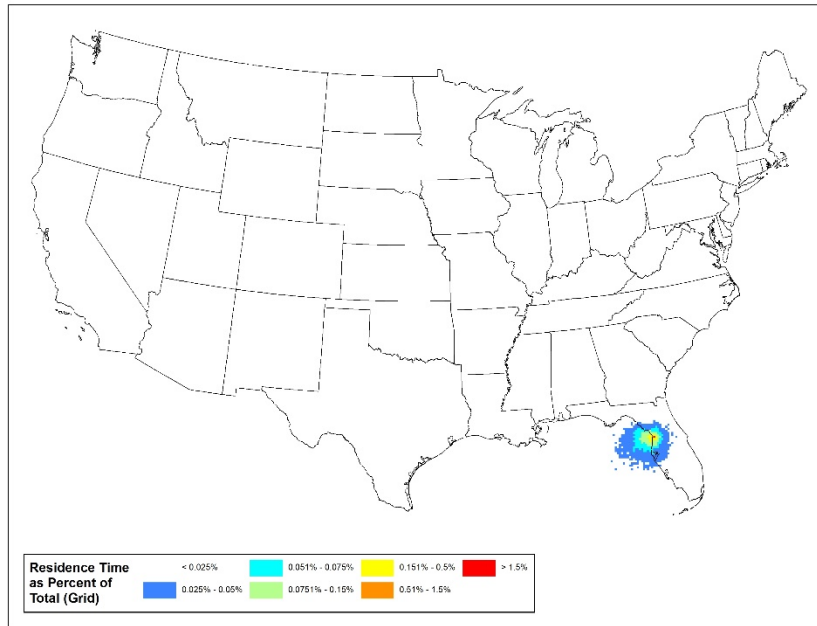 Residence Time
as Percent of
Total (Grid)
< 0.025%
0.051% - 0.075%
0.151% - 0.5%
> 1.5%
0.025% - 0.05%
0.0751% - 0.15%
0.51% - 1.5%